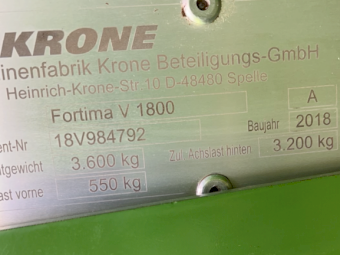 KRONE
inenfabrik Krone Beteiligungs-GmbH
Heinrich-Krone-Str. 10 D-48480 Spelle
Fortima V 1800 A
ent-Nr 18V984792 Baujahr 2018
tgewicht 3,600 kg Zul. Achslast hinten 3,200 kg
ast vorne 550 kg